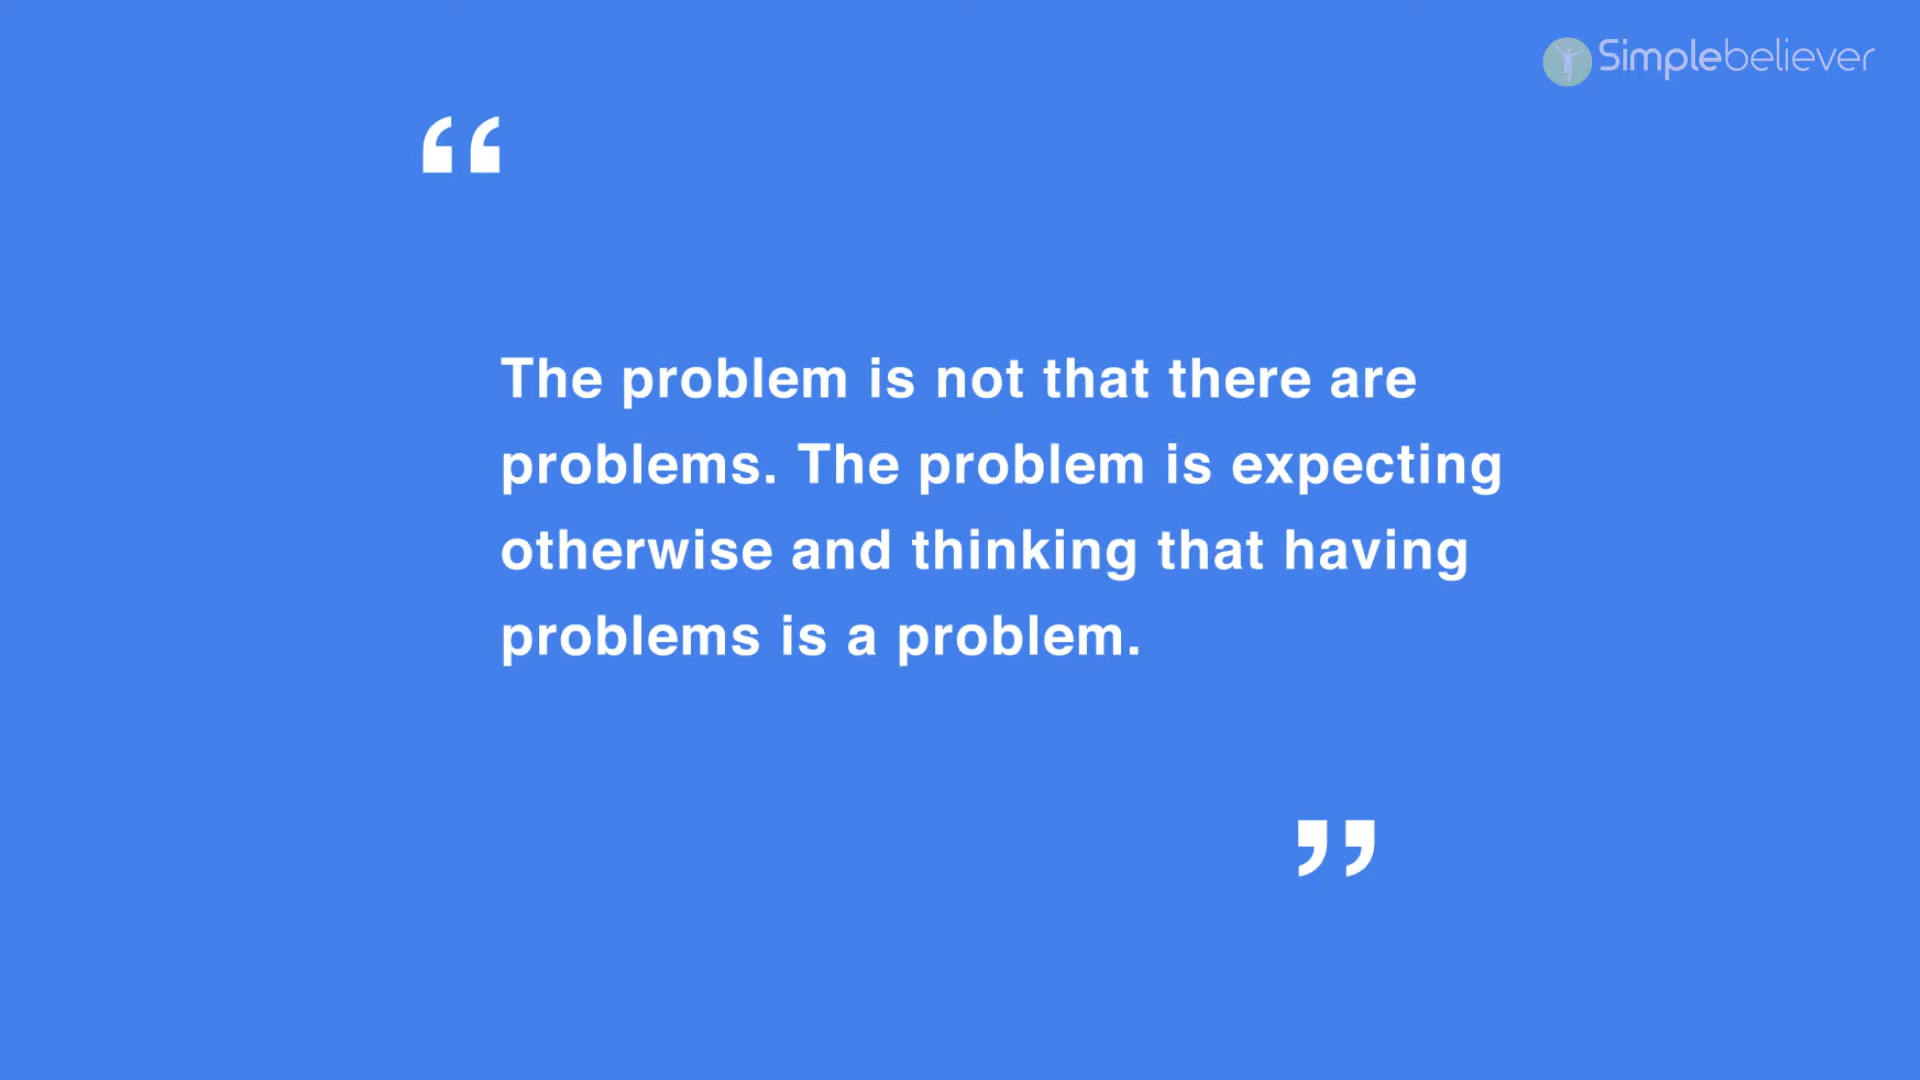 Simplebeliever
“
The problem is not that there are
problems. The problem is expecting
otherwise and thinking that having
problems is a problem.
”